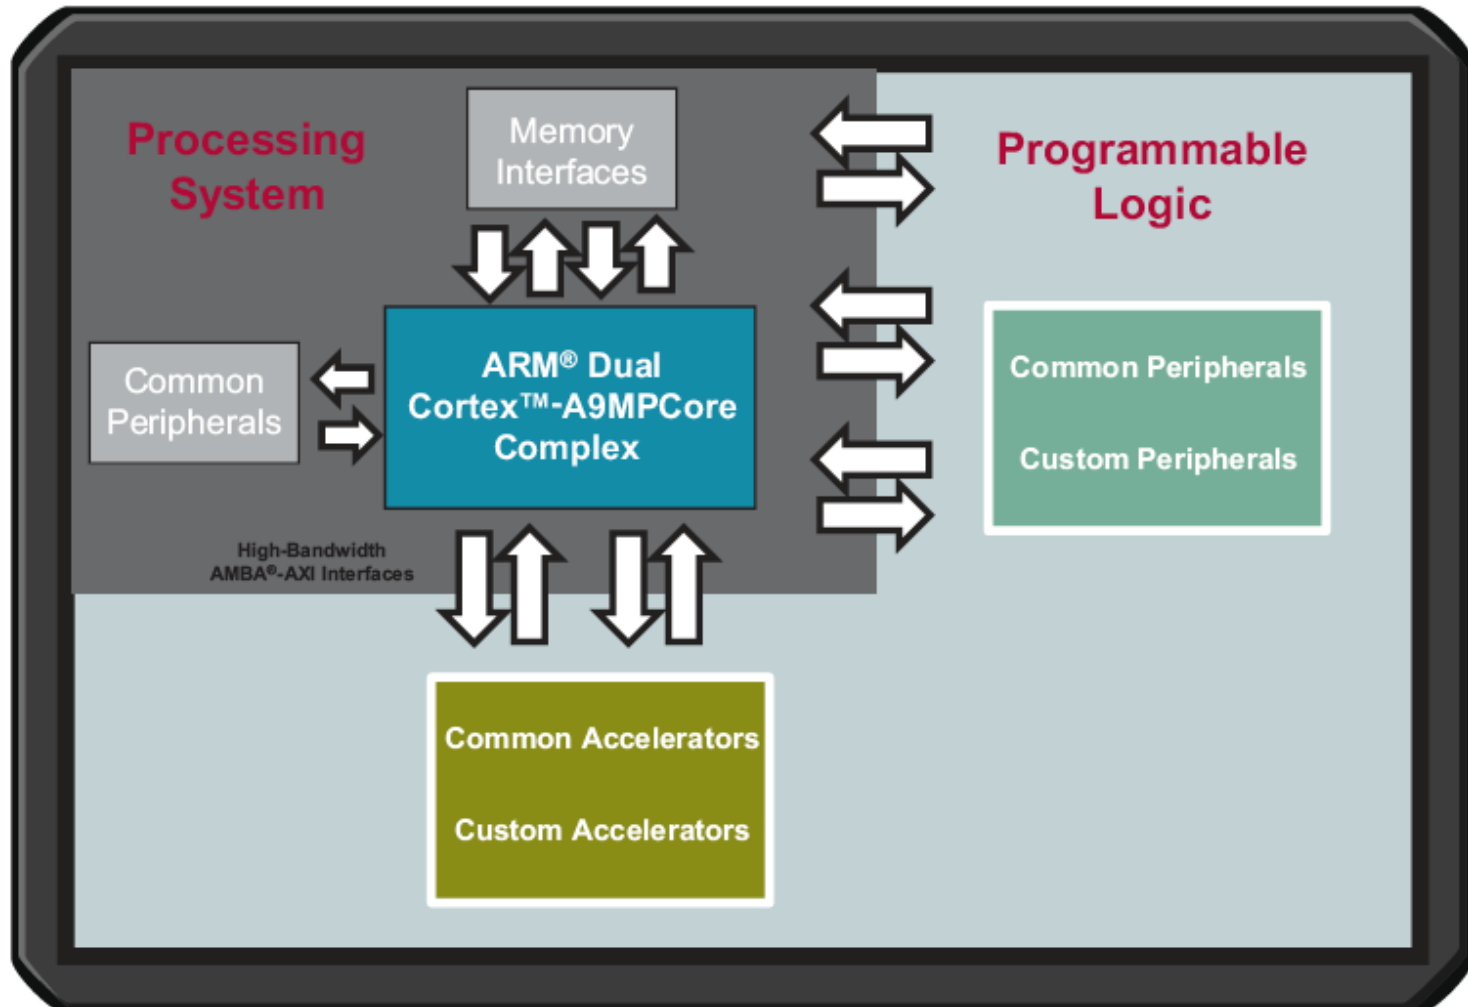 Processing
System
Memory
Interfaces
Programmable
Logic
Common
Peripherals
ARM® Dual
Cortex™-A9MPCore
Complex
Common Peripherals
Custom Peripherals
High-Bandwidth
AMBA®-AXI Interfaces
Common Accelerators
Custom Accelerators